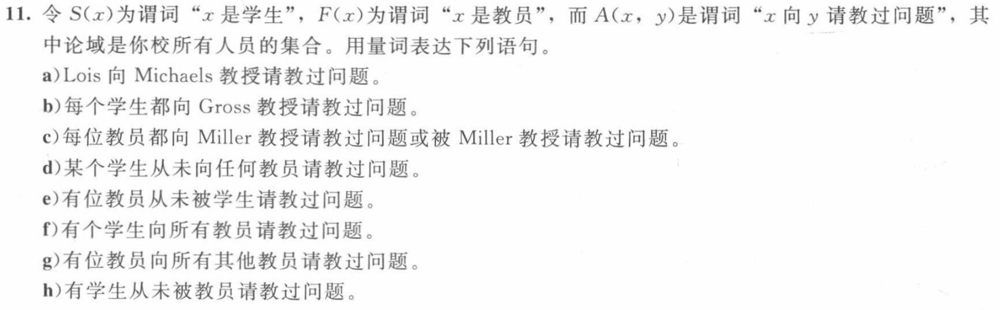 11. 令 S(x)为谓词“x 是学生”，F(x)为谓词“x 是教员”，而 A(x，y)是谓词“x 向 y 请教过问题”，其
中论域是你校所有人员的集合。用量词表达下列语句。
a)Lois 向 Michaels 教授请教过问题。
b)每个学生都向 Gross 教授请教过问题。
c)每位教员都向 Miller 教授请教过问题或被 Miller 教授请教过问题。
d)某个学生从未向任何教员请教过问题。
e)有位教员从未被学生请教过问题。
f)有个学生向所有教员请教过问题。
g)有位教员向所有其他教员请教过问题。
h)有学生从未被教员请教过问题。